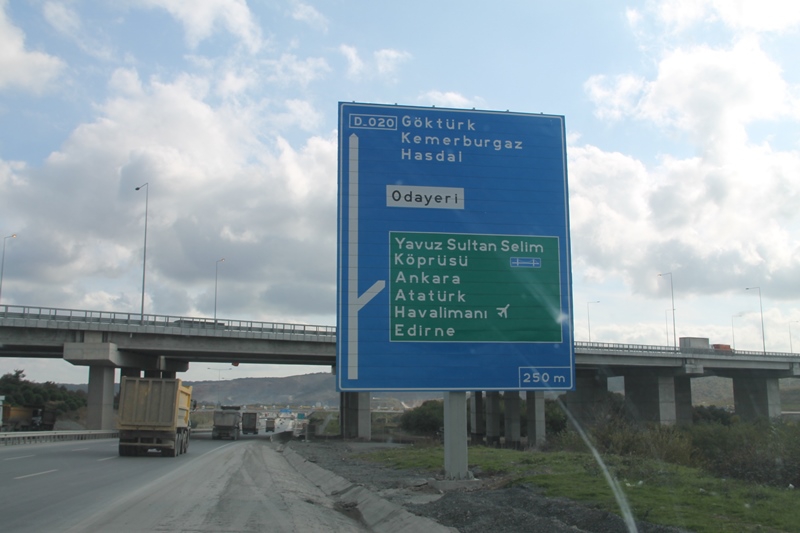 D.020 Göktürk
Kemerburgaz
Hasdal
Odayeri
Yavuz Sultan Selim
Köprüsü
Ankara
Atatürk
Havalimanı
Edirne
250 m